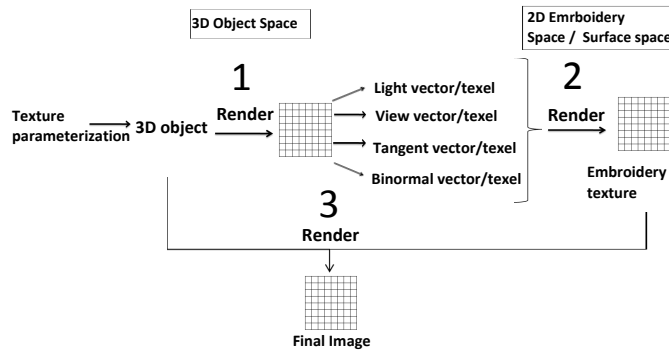 3D Object Space
2D Emrboidery
Space / Surface space
1
2
Light vector/texel
Render
View vector/texel
Render
Texture
parameterization
3D object
Tangent vector/texel
Binormal vector/texel
Embroidery
texture
3
Render
Final Image